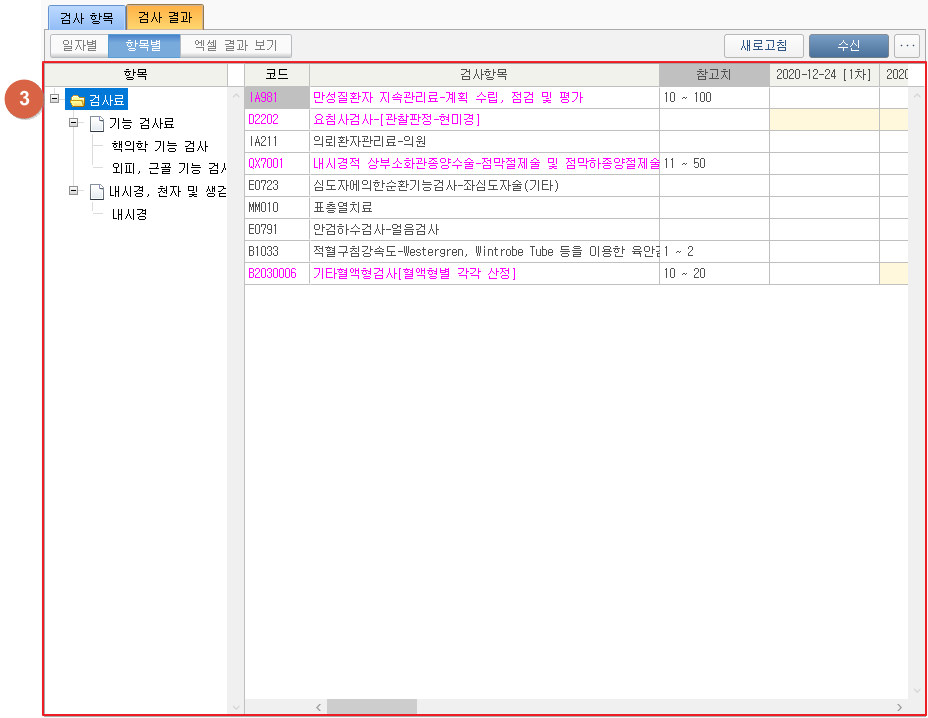 검사 항목 검사 결과
일자별 항목별 엑셀 결과 보기 새로고침 수신 ...
항목 코드 검사항목 참고치 2020-12-24 [1차] 2020
3
검사료
기능 검사료
핵의학 기능 검사
외피, 근골 기능 검사
내시경, 천자 및 생검
내시경
IA981 만성질환자 지속관리료-계획 수립, 점검 및 평가 10 ~ 100
D2202 요침사검사-[관찰판정-현미경]
IA211 의뢰환자관리료-의원
QX7001 내시경적 상부소화관종양수술-점막절제술 및 점막하종양절제술 11 ~ 50
E0723 심도자에의한순환기능검사-좌심도자술(기타)
MM010 표층열치료
E0791 안검하수검사-얼음검사
B1033 적혈구침강속도-Westergren, Wintrobe Tube 등을 이용한 육안 1 ~ 2
B2030006 기타혈액형검사[혈액형별 각각 산정] 10 ~ 20